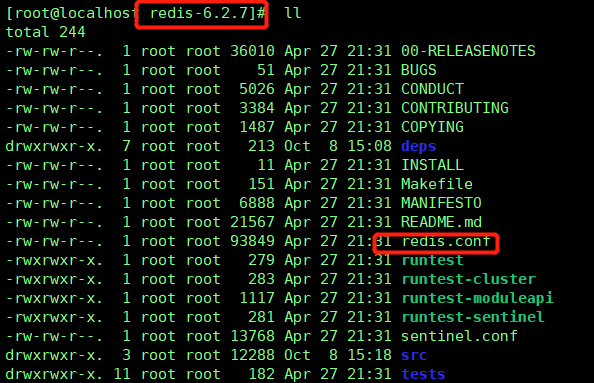 [root@localhost redis-6.2.7]# ll
total 244
-rw-rw-r--. 1 root root 36010 Apr 27 21:31 00-RELEASENOTES
-rw-rw-r--. 1 root root 51 Apr 27 21:31 BUGS
-rw-rw-r--. 1 root root 5026 Apr 27 21:31 CONDUCT
-rw-rw-r--. 1 root root 3384 Apr 27 21:31 CONTRIBUTING
-rw-rw-r--. 1 root root 1487 Apr 27 21:31 COPYING
drwxrwxr-x. 7 root root 213 Oct 8 15:08 deps
-rw-rw-r--. 1 root root 11 Apr 27 21:31 INSTALL
-rw-rw-r--. 1 root root 151 Apr 27 21:31 Makefile
-rw-rw-r--. 1 root root 6888 Apr 27 21:31 MANIFESTO
-rw-rw-r--. 1 root root 21567 Apr 27 21:31 README.md
-rw-rw-r--. 1 root root 93849 Apr 27 21:31 redis.conf
-rwxrwxr-x. 1 root root 279 Apr 27 21:31 runtest
-rwxrwxr-x. 1 root root 283 Apr 27 21:31 runtest-cluster
-rwxrwxr-x. 1 root root 1117 Apr 27 21:31 runtest-moduleapi
-rwxrwxr-x. 1 root root 281 Apr 27 21:31 runtest-sentinel
-rw-rw-r--. 1 root root 13768 Apr 27 21:31 sentinel.conf
drwxrwxr-x. 3 root root 12288 Oct 8 15:18 src
drwxrwxr-x. 11 root root 182 Apr 27 21:31 tests